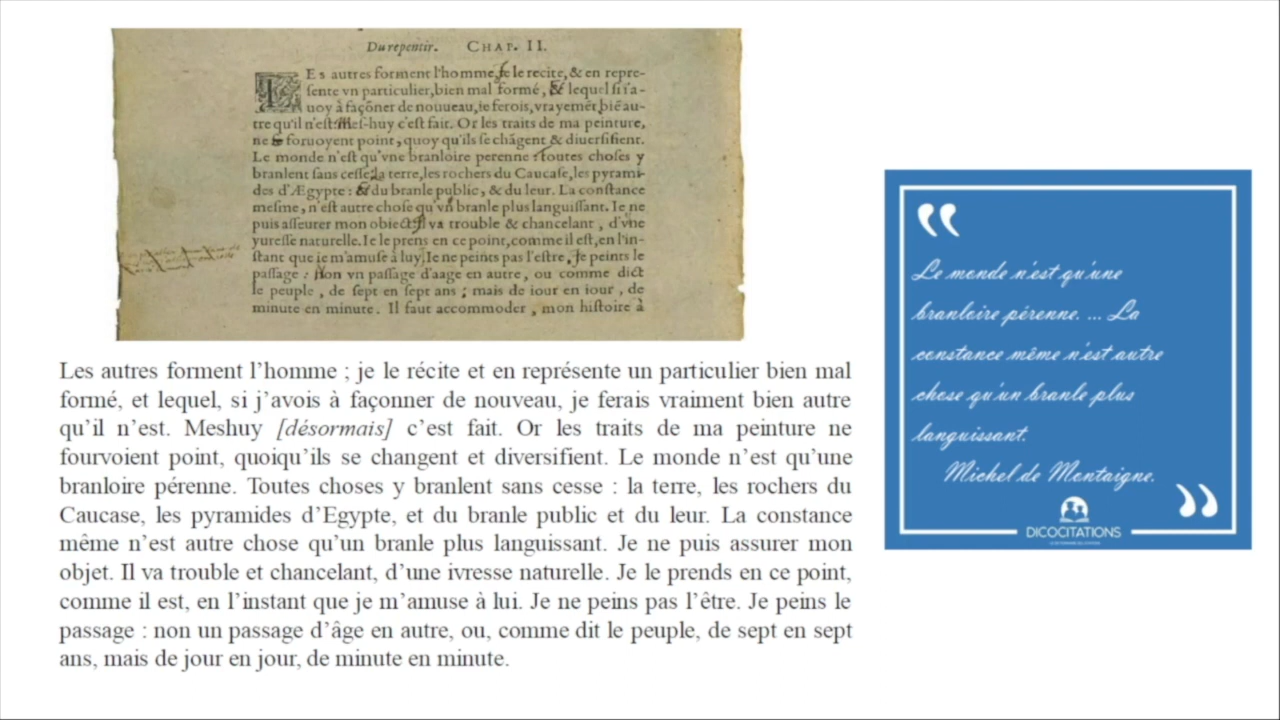 Du repentir. CHAP. II.
LEs autres forment l'homme, je le recite, & en repre-
sente vn particulier, bien mal formé, & lequel si i'a-
uoy à façõner de nouueau, ie ferois, vrayemẽt biẽ au-
tre qu'il n'est mes-huy c'est fait. Or les traits de ma peinture,
ne foruoyent point, quoy qu'ils se chãgent & diuersifient.
Le monde n'est qu'vne branloire perenne: toutes choses y
branlent sans cesse, la terre, les rochers du Caucase, les pyrami-
des d'Ægypte: & du branle public, & du leur. La constance
mesme, n'est autre chose qu'vn branle plus languissant. Ie ne
puis asseurer mon obiect, Il va trouble & chancelant, d'vne
yuresse naturelle. Ie le prens en ce point, comme il est, en l'in-
stant que ie m'amuse à luy, Ie ne peints pas l'estre, Je peints le
passage: Non vn passage d'aage en autre, ou comme dict
le peuple, de sept en sept ans; mais de iour en iour, de
minute en minute. Il faut accommoder, mon histoire à
Les autres forment l'homme ; je le récite et en représente un particulier bien mal
formé, et lequel, si j'avois à façonner de nouveau, je ferais vraiment bien autre
qu'il n'est. Meshuy [désormais] c'est fait. Or les traits de ma peinture ne
fourvoient point, quoiqu'ils se changent et diversifient. Le monde n'est qu'une
branloire pérenne. Toutes choses y branlent sans cesse : la terre, les rochers du
Caucase, les pyramides d'Egypte, et du branle public et du leur. La constance
même n'est autre chose qu'un branle plus languissant. Je ne puis assurer mon
objet. Il va trouble et chancelant, d'une ivresse naturelle. Je le prends en ce point,
comme il est, en l'instant que je m'amuse à lui. Je ne peins pas l'être. Je peins le
passage : non un passage d'âge en autre, ou, comme dit le peuple, de sept en sept
ans, mais de jour en jour, de minute en minute.
“
Le monde n'est qu'une
branloire pérenne. ... La
constance même n'est autre
chose qu'un branle plus
languissant.
Michel de Montaigne.
”
DICOCITATIONS